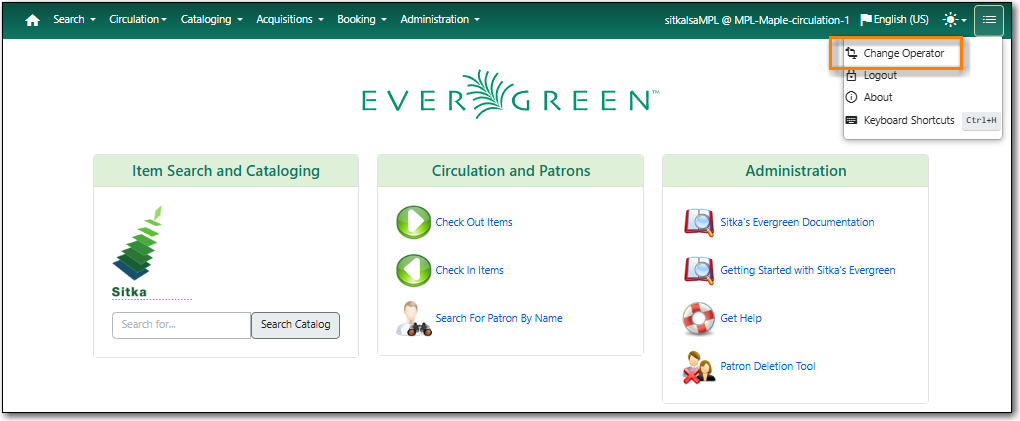 Search Circulation Cataloging Acquisitions Booking Administration sitkalsaMPL @ MPL-Maple-circulation-1 English (US)
Change Operator
Logout
About
Keyboard Shortcuts Ctrl+H
EVERGREEN™
Item Search and Cataloging
Sitka
Search for... Search Catalog
Circulation and Patrons
Check Out Items
Check In Items
Search For Patron By Name
Administration
Sitka's Evergreen Documentation
Getting Started with Sitka's Evergreen
Get Help
Patron Deletion Tool